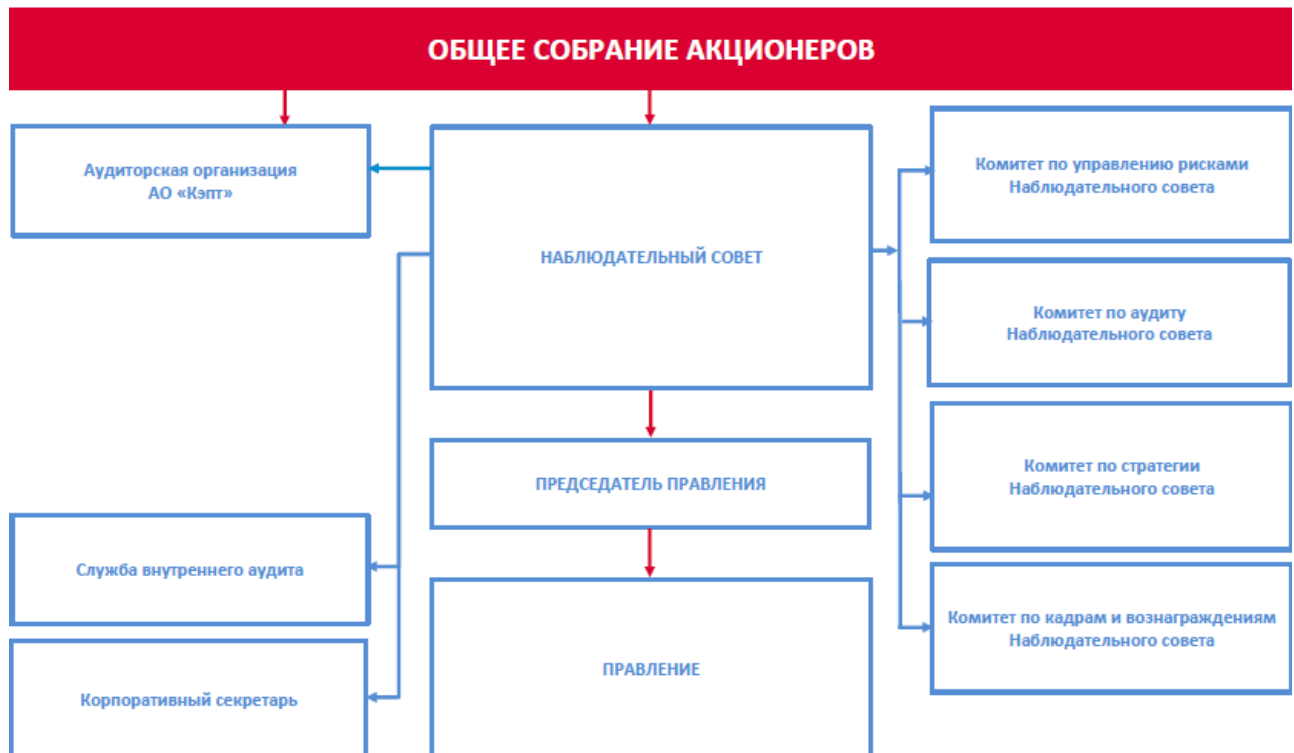 ОБЩЕЕ СОБРАНИЕ АКЦИОНЕРОВ
Аудиторская организация
АО «Кэпт»
НАБЛЮДАТЕЛЬНЫЙ СОВЕТ
Комитет по управлению рисками
Наблюдательного совета
Комитет по аудиту
Наблюдательного совета
Комитет по стратегии
Наблюдательного совета
Комитет по кадрам и вознаграждениям
Наблюдательного совета
ПРЕДСЕДАТЕЛЬ ПРАВЛЕНИЯ
Служба внутреннего аудита
ПРАВЛЕНИЕ
Корпоративный секретарь